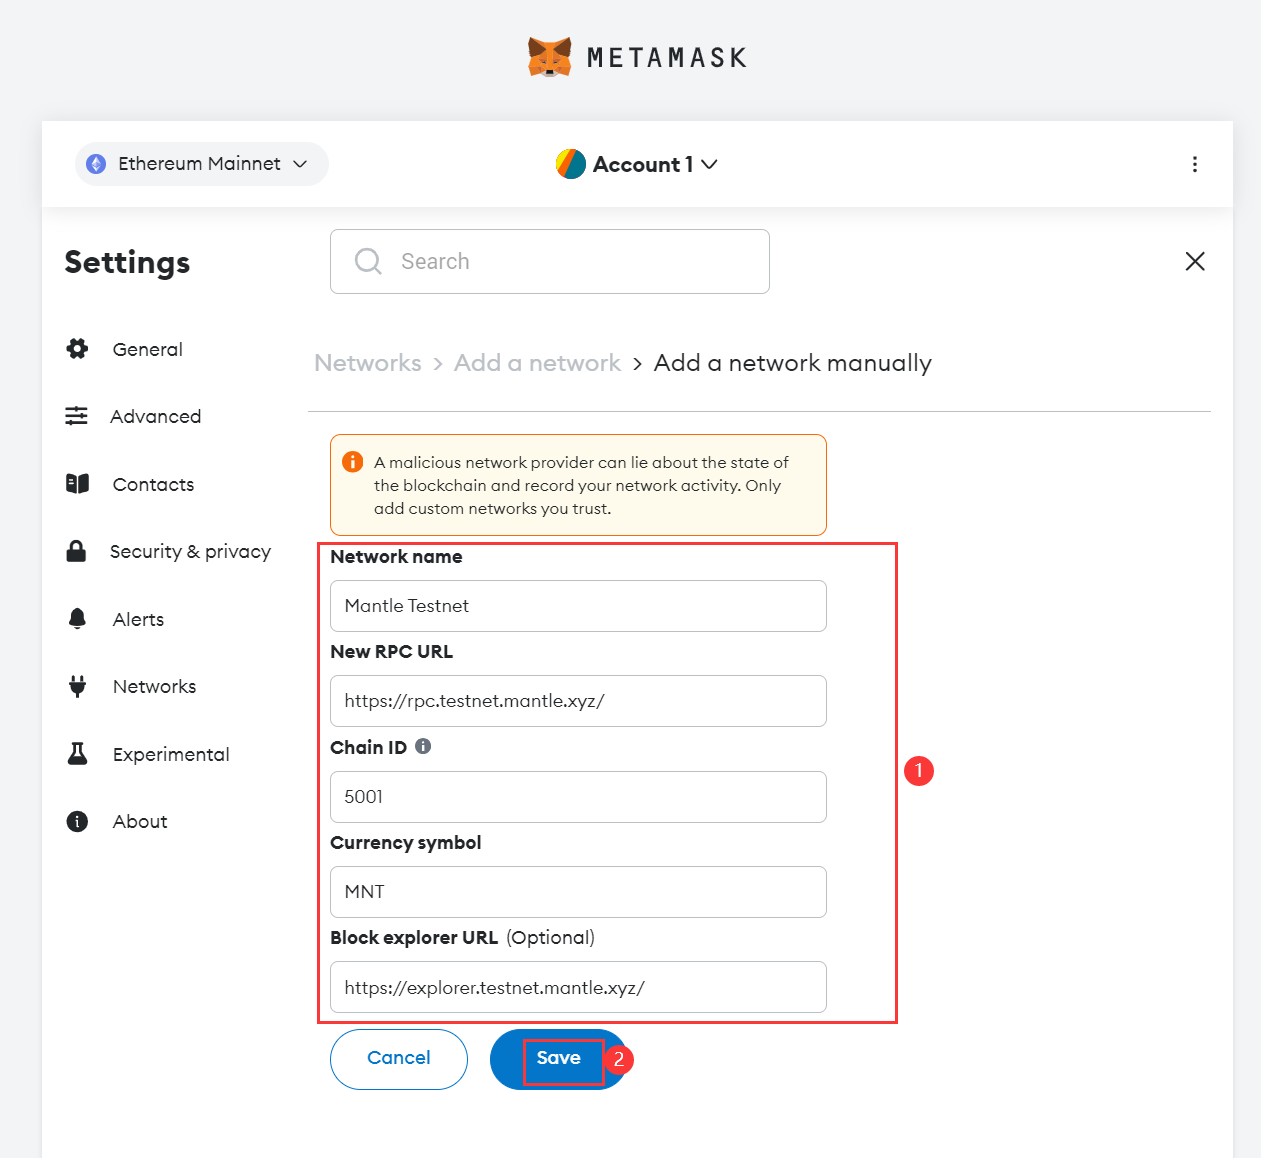 METAMASK
Ethereum Mainnet
Account 1
Settings
Search
General
Advanced
Contacts
Security & privacy
Alerts
Networks
Experimental
About
Networks > Add a network > Add a network manually
A malicious network provider can lie about the state of
the blockchain and record your network activity. Only
add custom networks you trust.
Network name
Mantle Testnet
New RPC URL
https://rpc.testnet.mantle.xyz/
Chain ID
5001
Currency symbol
MNT
Block explorer URL (Optional)
https://explorer.testnet.mantle.xyz/
1
Cancel
Save
2